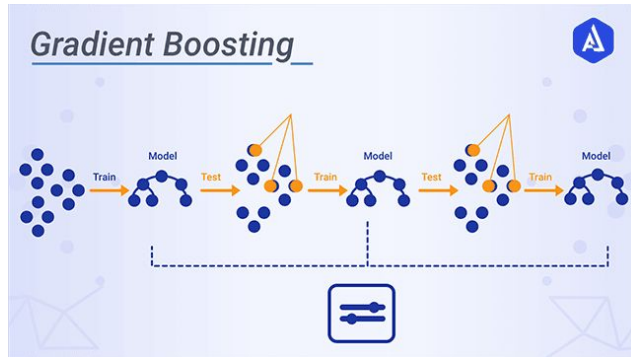 Gradient Boosting
Train
Model
Test
Train
Model
Test
Train
Model